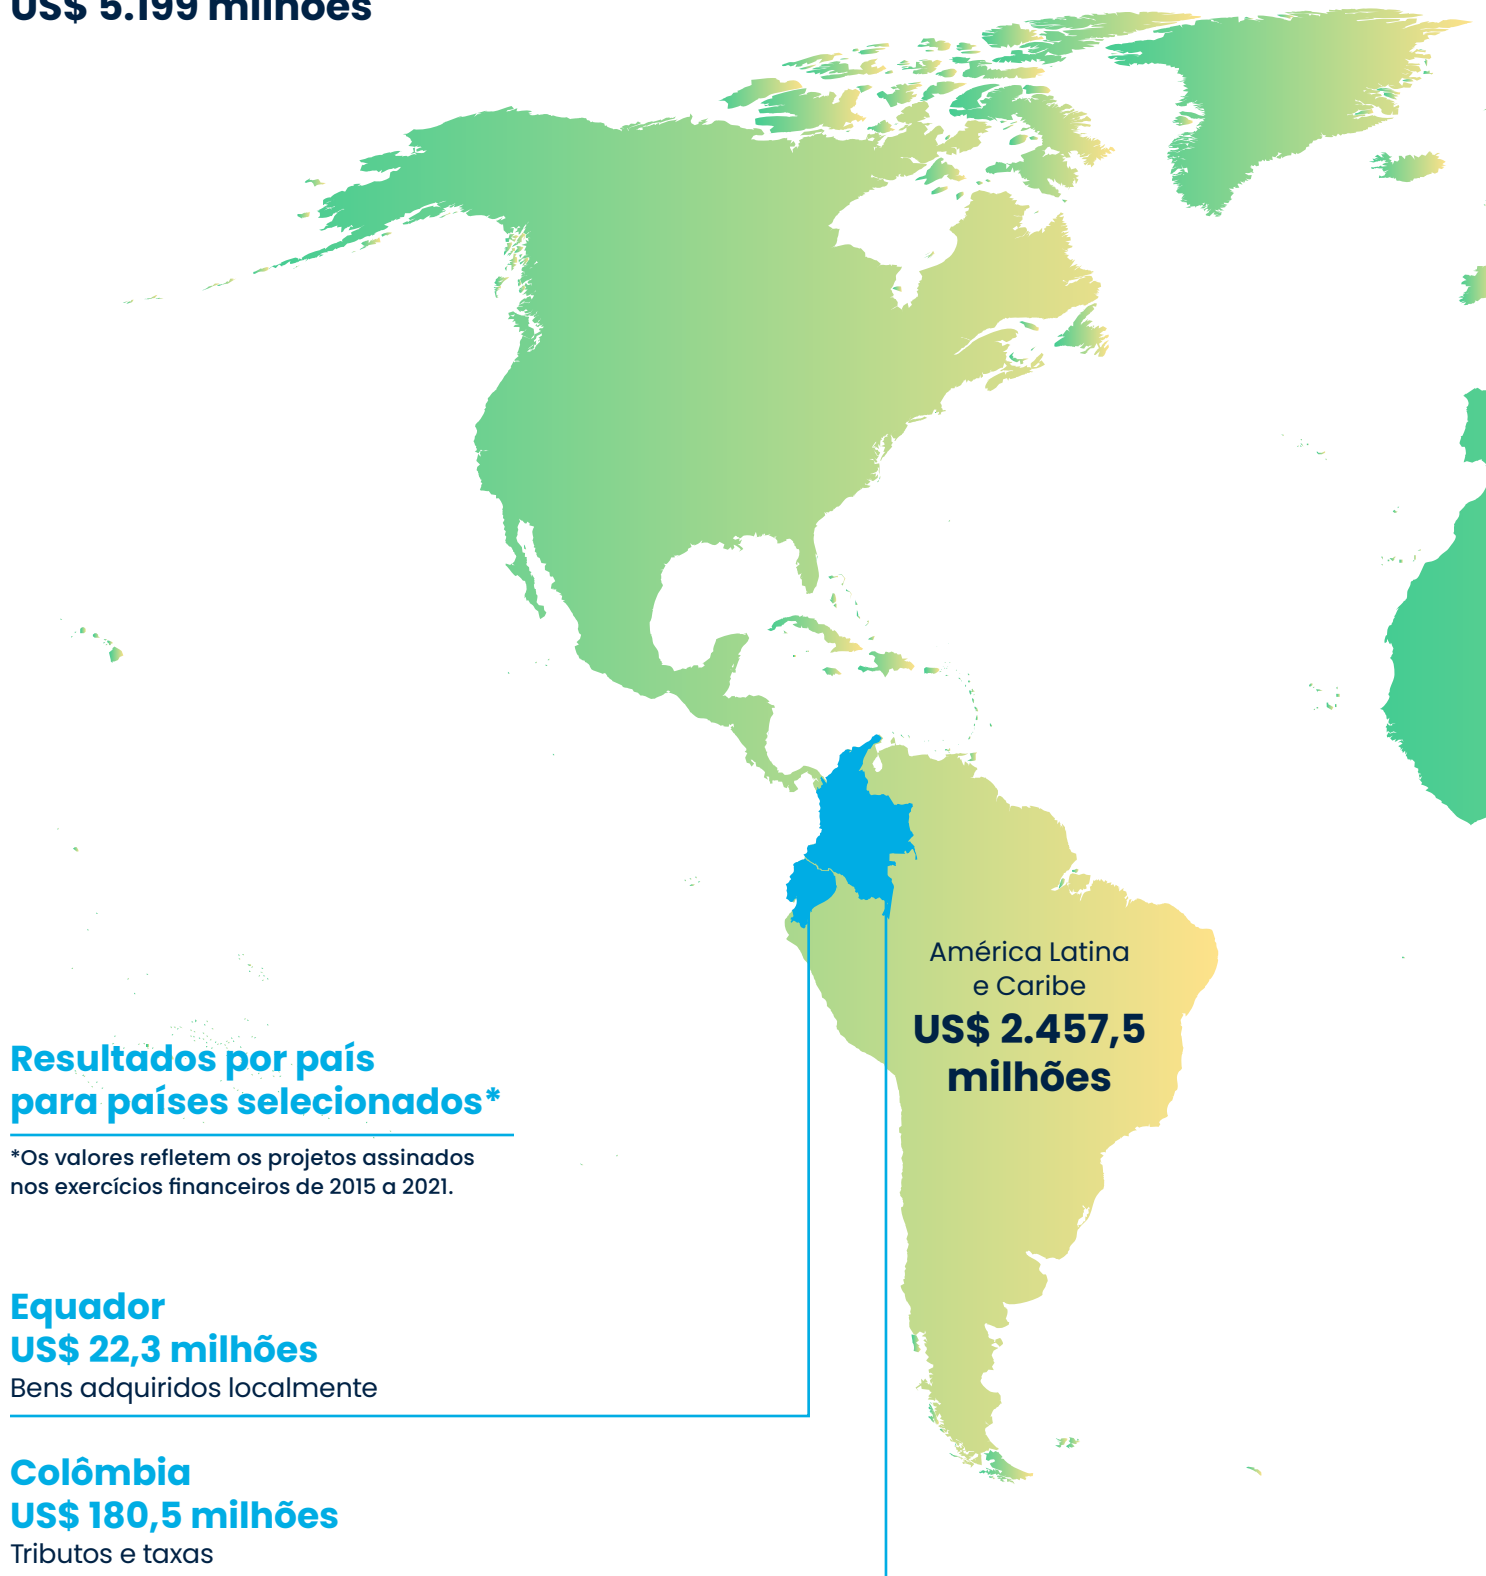 US$ 5.199 milhões
América Latina
e Caribe
US$ 2.457,5
milhões
Resultados por país
para países selecionados*
*Os valores refletem os projetos assinados
nos exercícios financeiros de 2015 a 2021.
Equador
US$ 22,3 milhões
Bens adquiridos localmente
Colômbia
US$ 180,5 milhões
Tributos e taxas